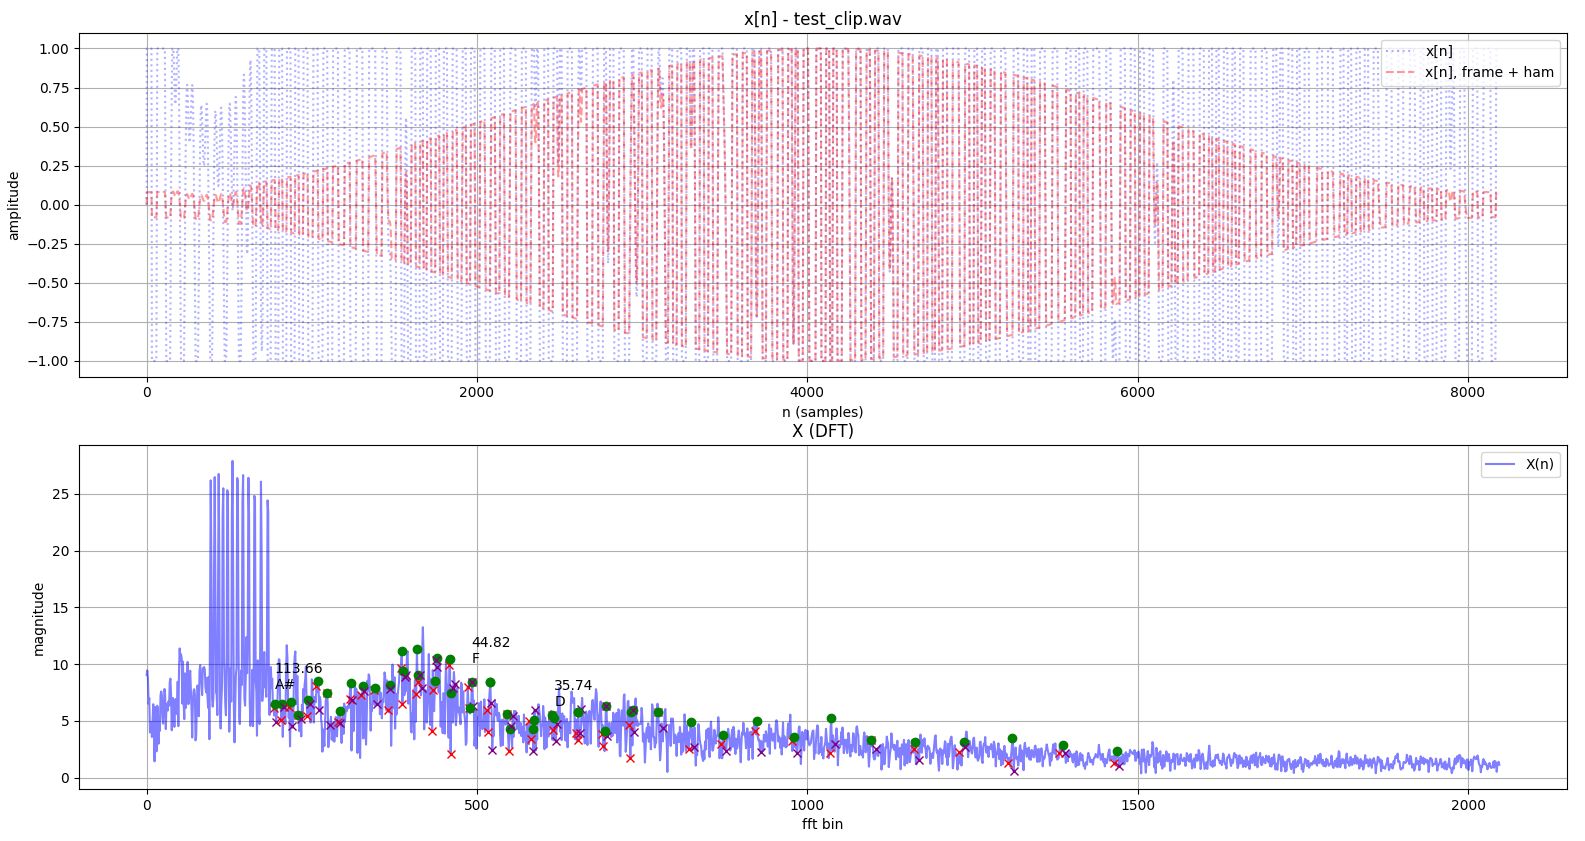 x[n] - test_clip.wav
1.00
0.75
0.50
0.25
0.00
−0.25
−0.50
−0.75
−1.00
amplitude
x[n]
x[n], frame + ham
0 2000 4000 6000 8000
n (samples)
X (DFT)
25
20
15
10
5
0
magnitude
X(n)
113.66
A#
44.82
F
35.74
D
0 500 1000 1500 2000
fft bin